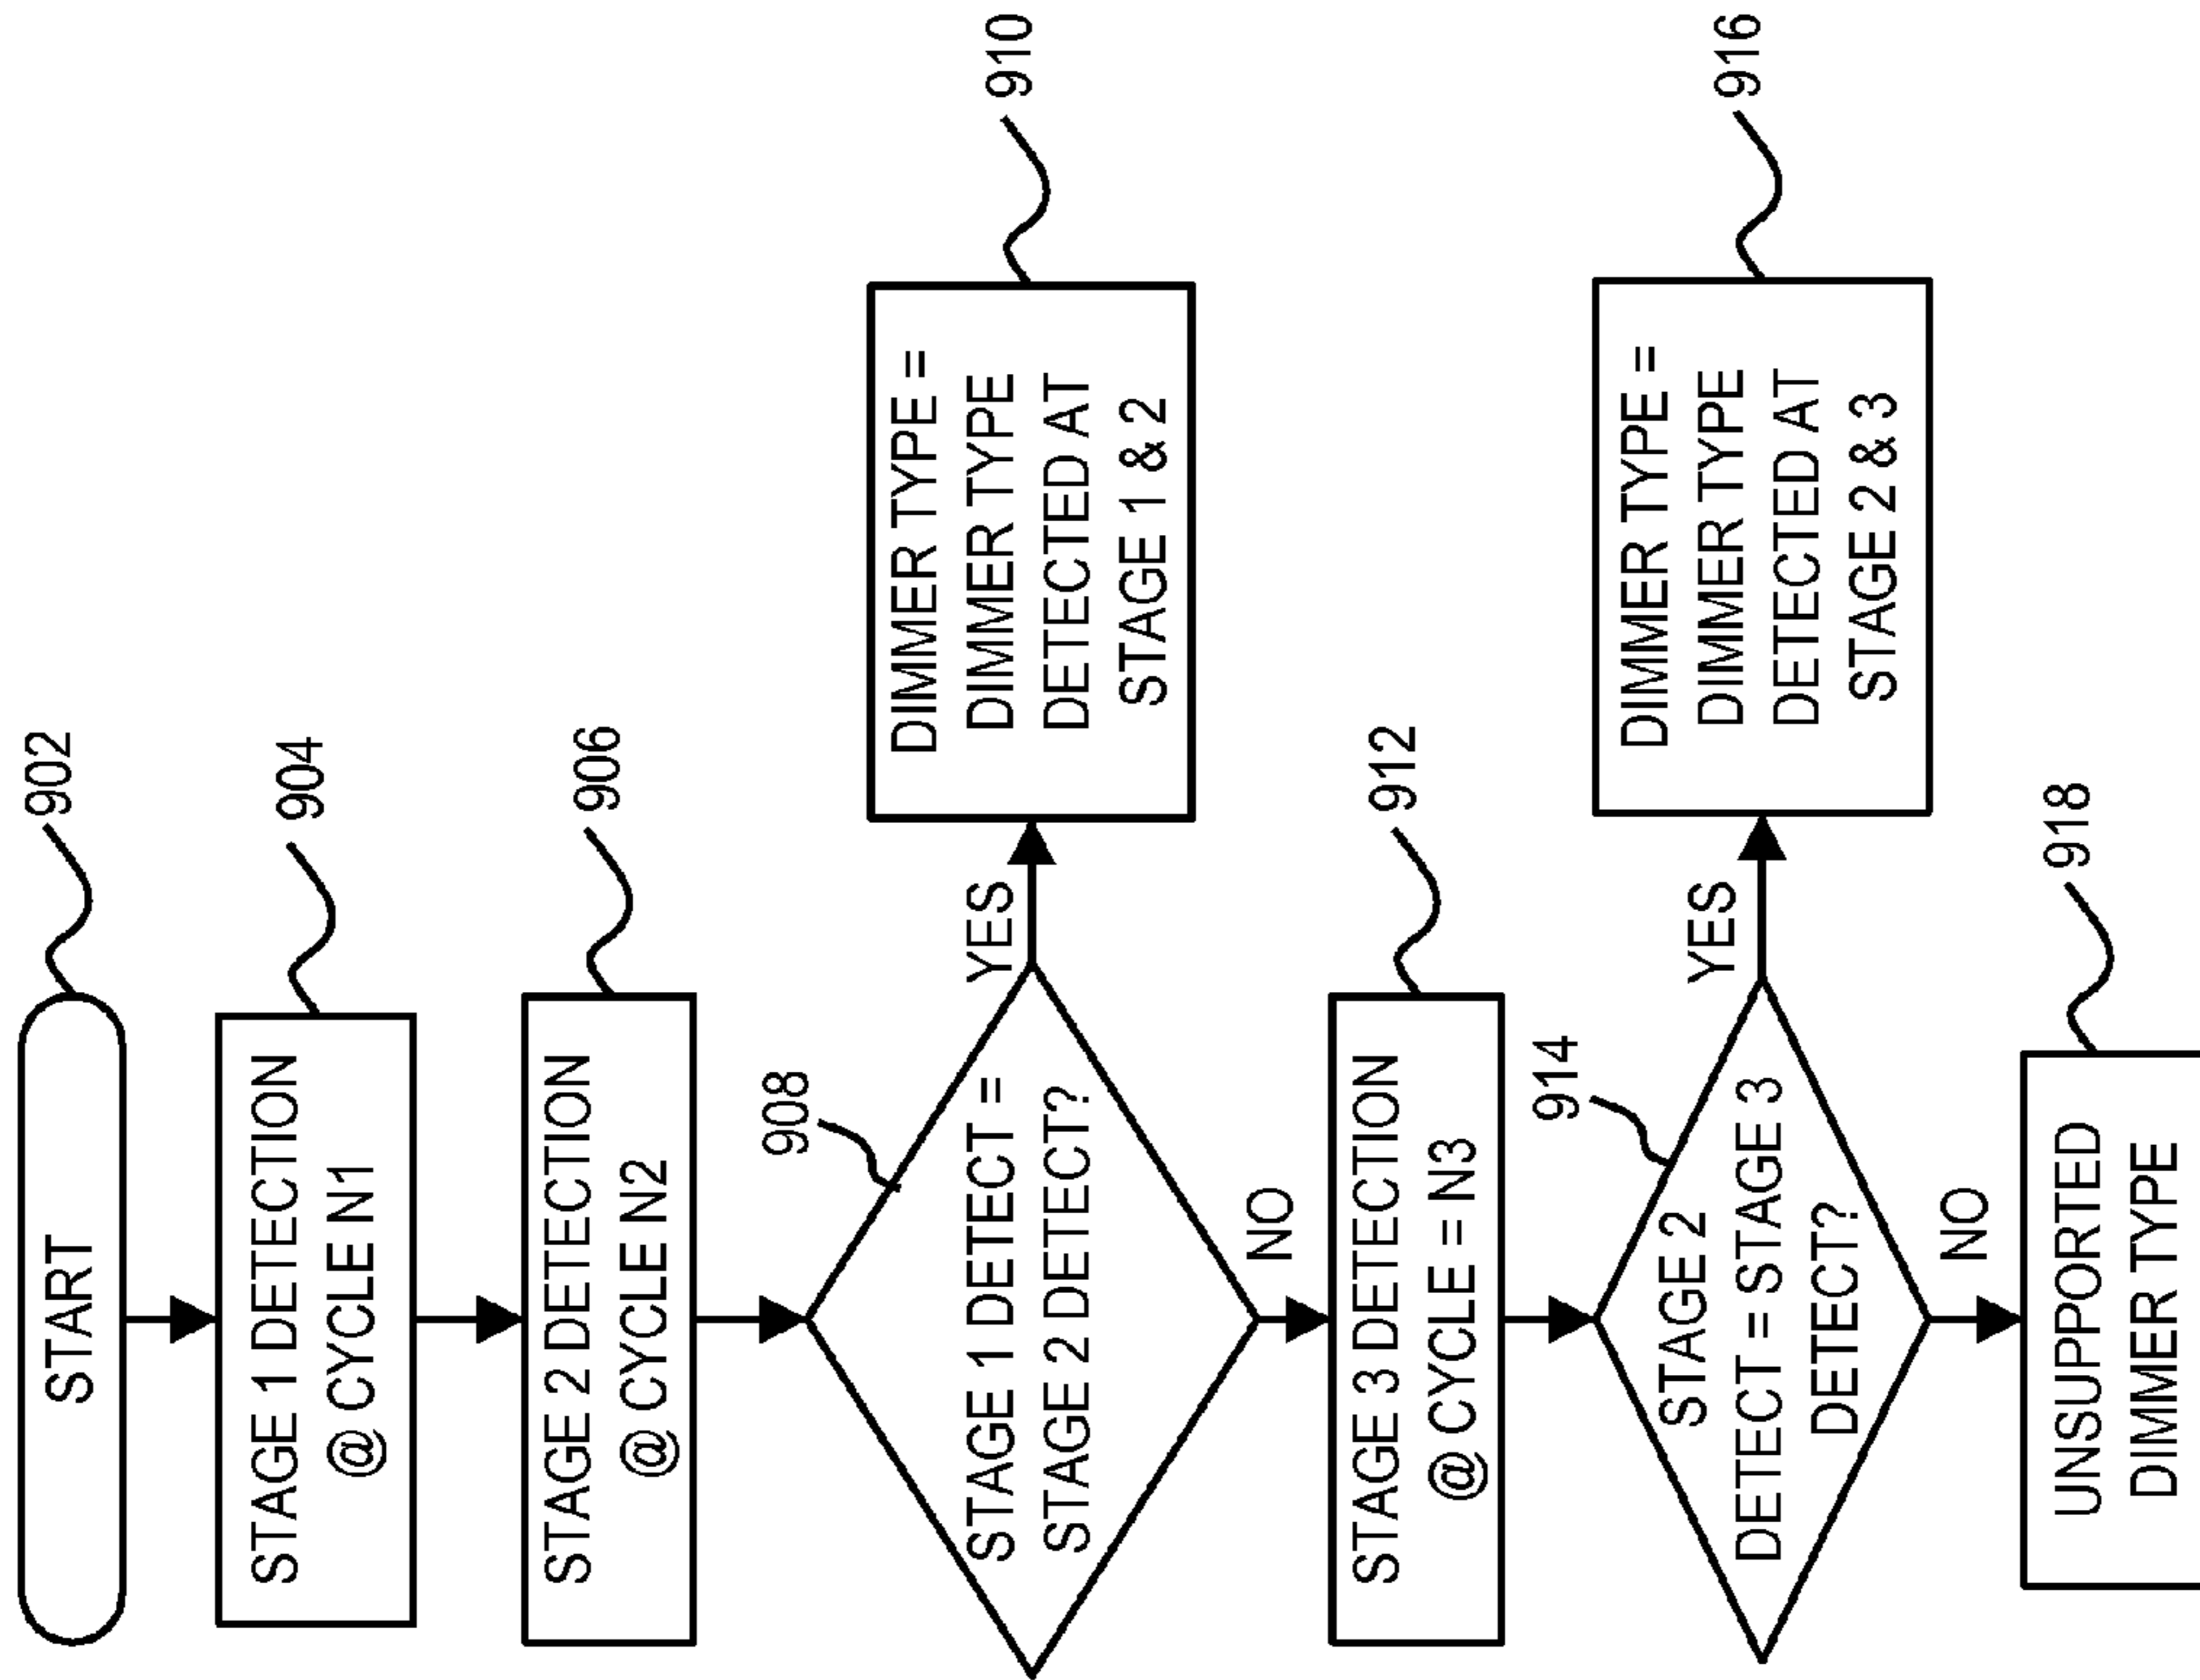 START
902
STAGE 1 DETECTION
@ CYCLE N1
904
STAGE 2 DETECTION
@ CYCLE N2
906
908
STAGE 1 DETECT =
STAGE 2 DETECT?
YES
DIMMER TYPE =
DIMMER TYPE
DETECTED AT
STAGE 1 & 2
910
NO
STAGE 3 DETECTION
@ CYCLE = N3
912
914
STAGE 2
DETECT = STAGE 3
DETECT?
YES
DIMMER TYPE =
DIMMER TYPE
DETECTED AT
STAGE 2 & 3
916
NO
UNSUPPORTED
DIMMER TYPE
918